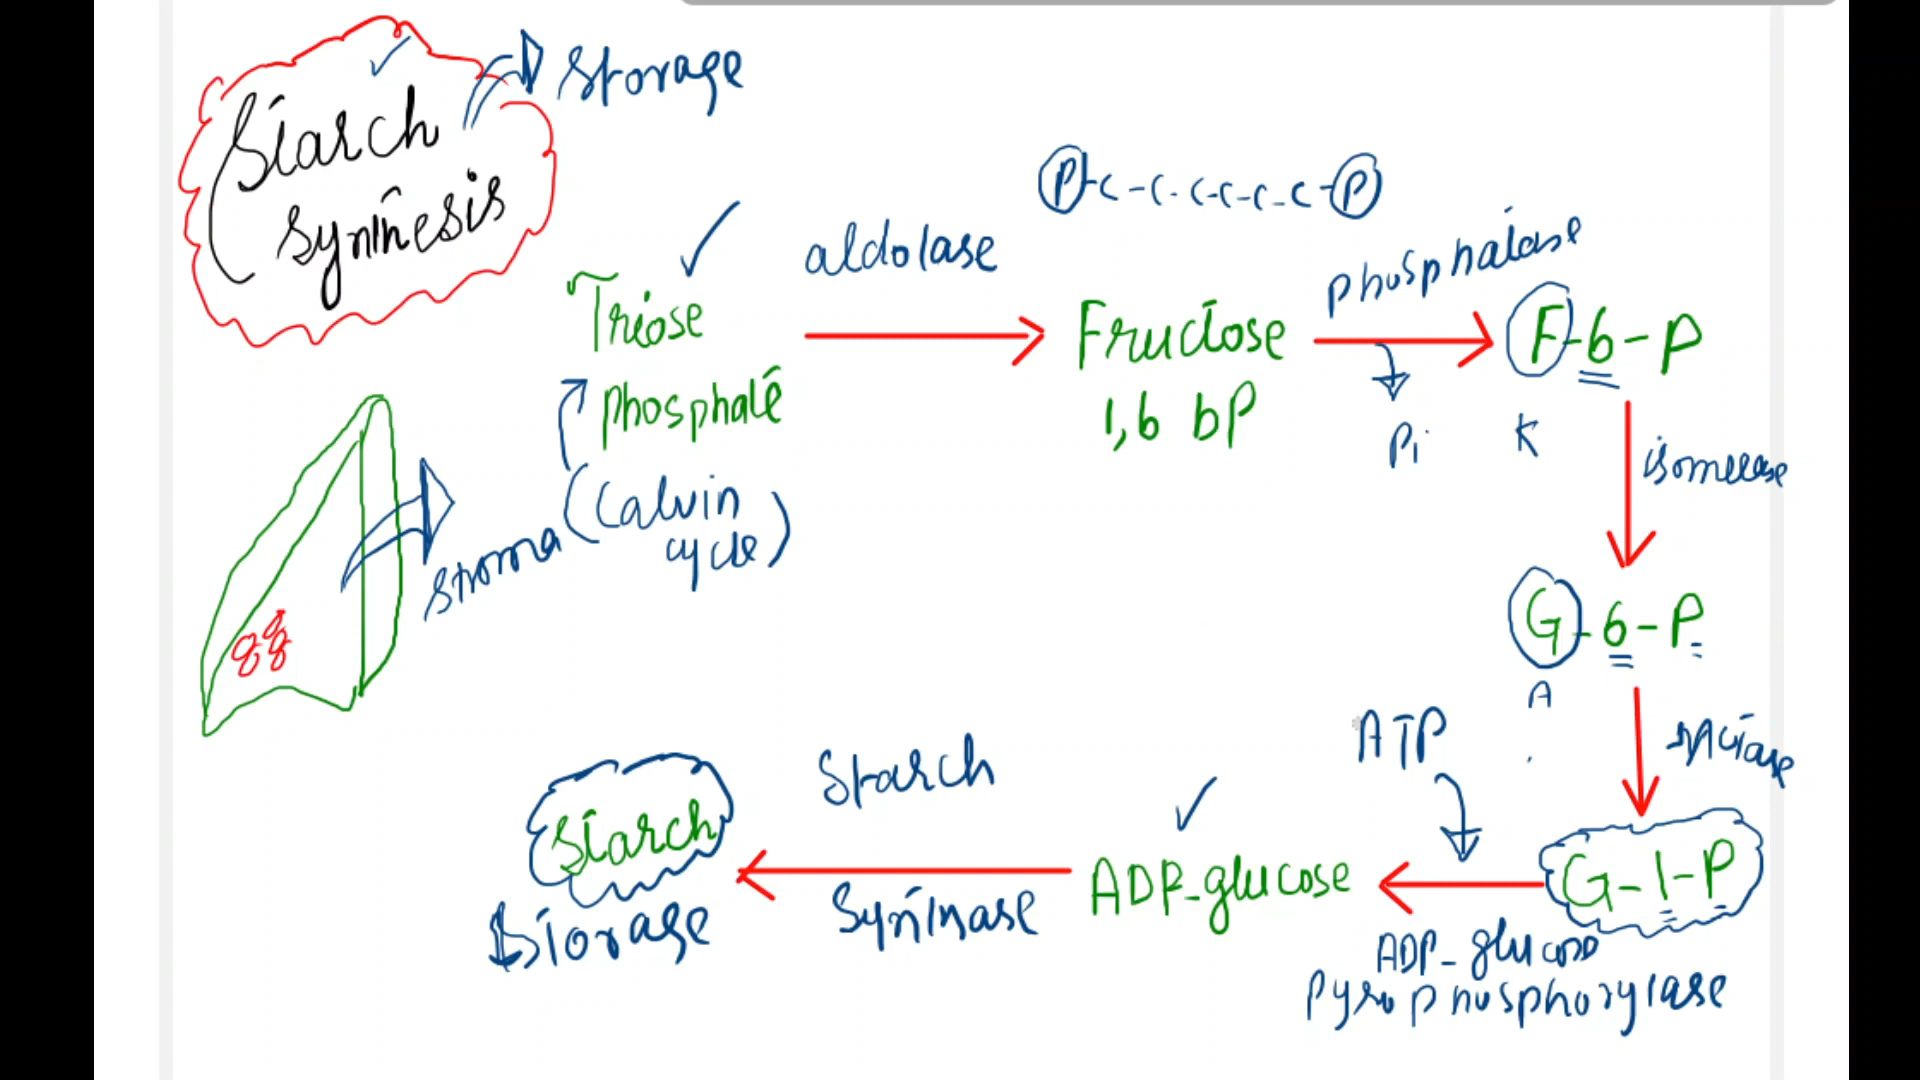 Starch
synthesis
storage
P-C-C-C-C-C-C-P
aldolase
phosphatase
Triose
phosphate
Fructose
1,6 bP
F-6-P
Pi
K
isomerase
stroma
(Calvin
cycle)
G-6-P
A
ATP
Starch
starch
ADP-glucose
G-1-P
Storage
Synthase
ADP-glucose
pyrophosphorylase